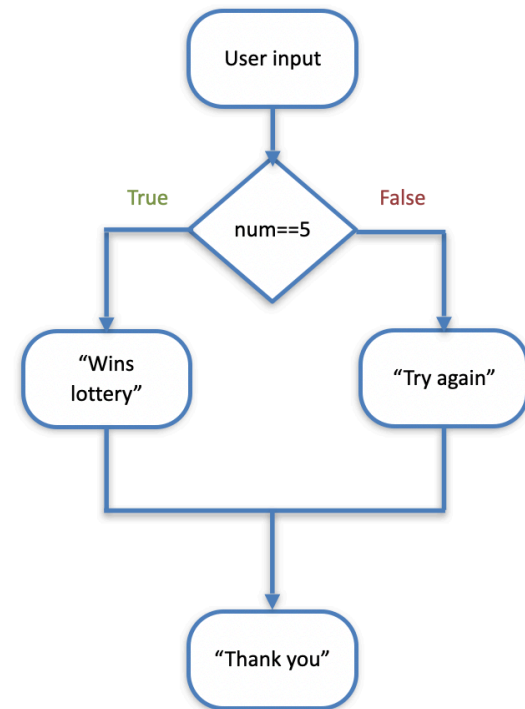 User input
True
False
num==5
“Wins
lottery”
“Try again”
“Thank you”